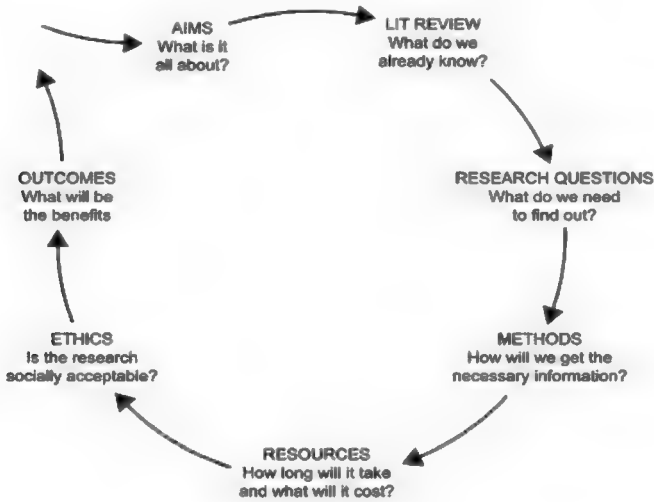 AIMS
What is it
all about?
LIT REVIEW
What do we
already know?
RESEARCH QUESTIONS
What do we need
to find out?
METHODS
How will we get the
necessary information?
RESOURCES
How long will it take
and what will it cost?
ETHICS
Is the research
socially acceptable?
OUTCOMES
What will be
the benefits